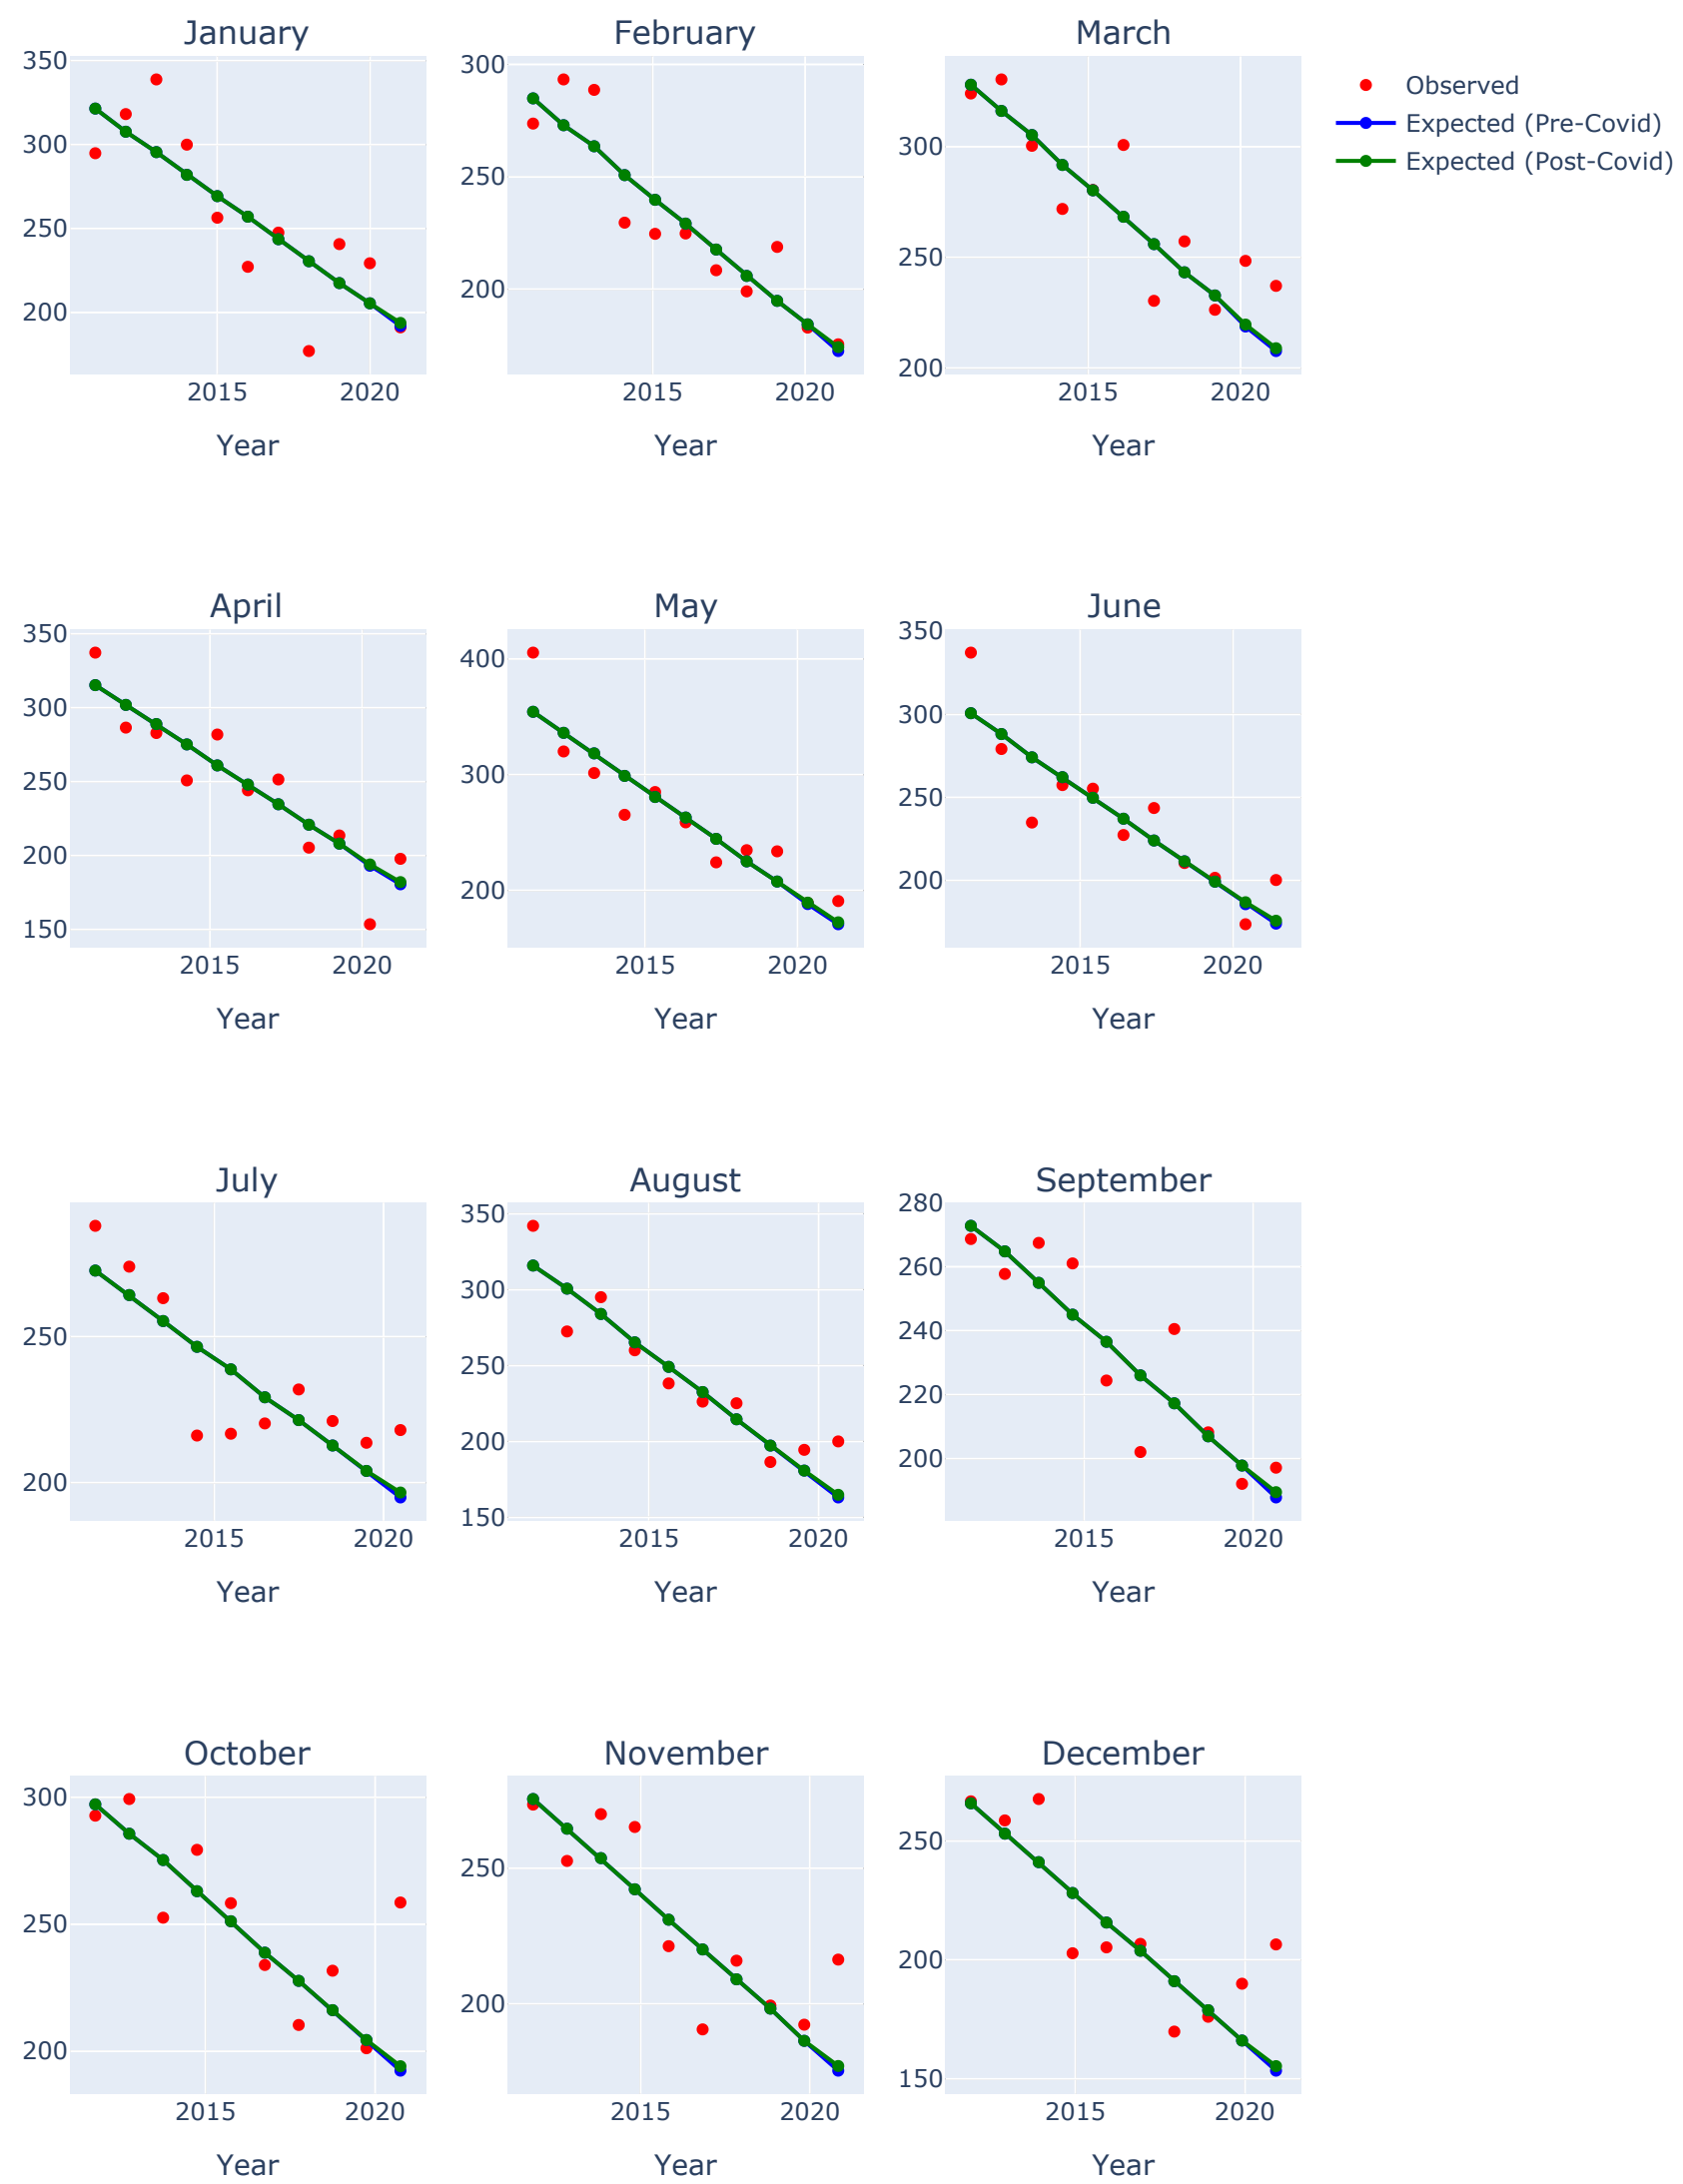 January
February
March
350
300
250
200
2015
2020
Year
300
250
200
2015
2020
Year
300
250
200
2015
2020
Year
Observed
Expected (Pre-Covid)
Expected (Post-Covid)
April
May
June
350
300
250
200
150
2015
2020
Year
400
300
200
2015
2020
Year
350
300
250
200
2015
2020
Year
July
August
September
250
200
2015
2020
Year
350
300
250
200
150
2015
2020
Year
280
260
240
220
200
2015
2020
Year
October
November
December
300
250
200
2015
2020
Year
250
200
2015
2020
Year
250
200
150
2015
2020
Year